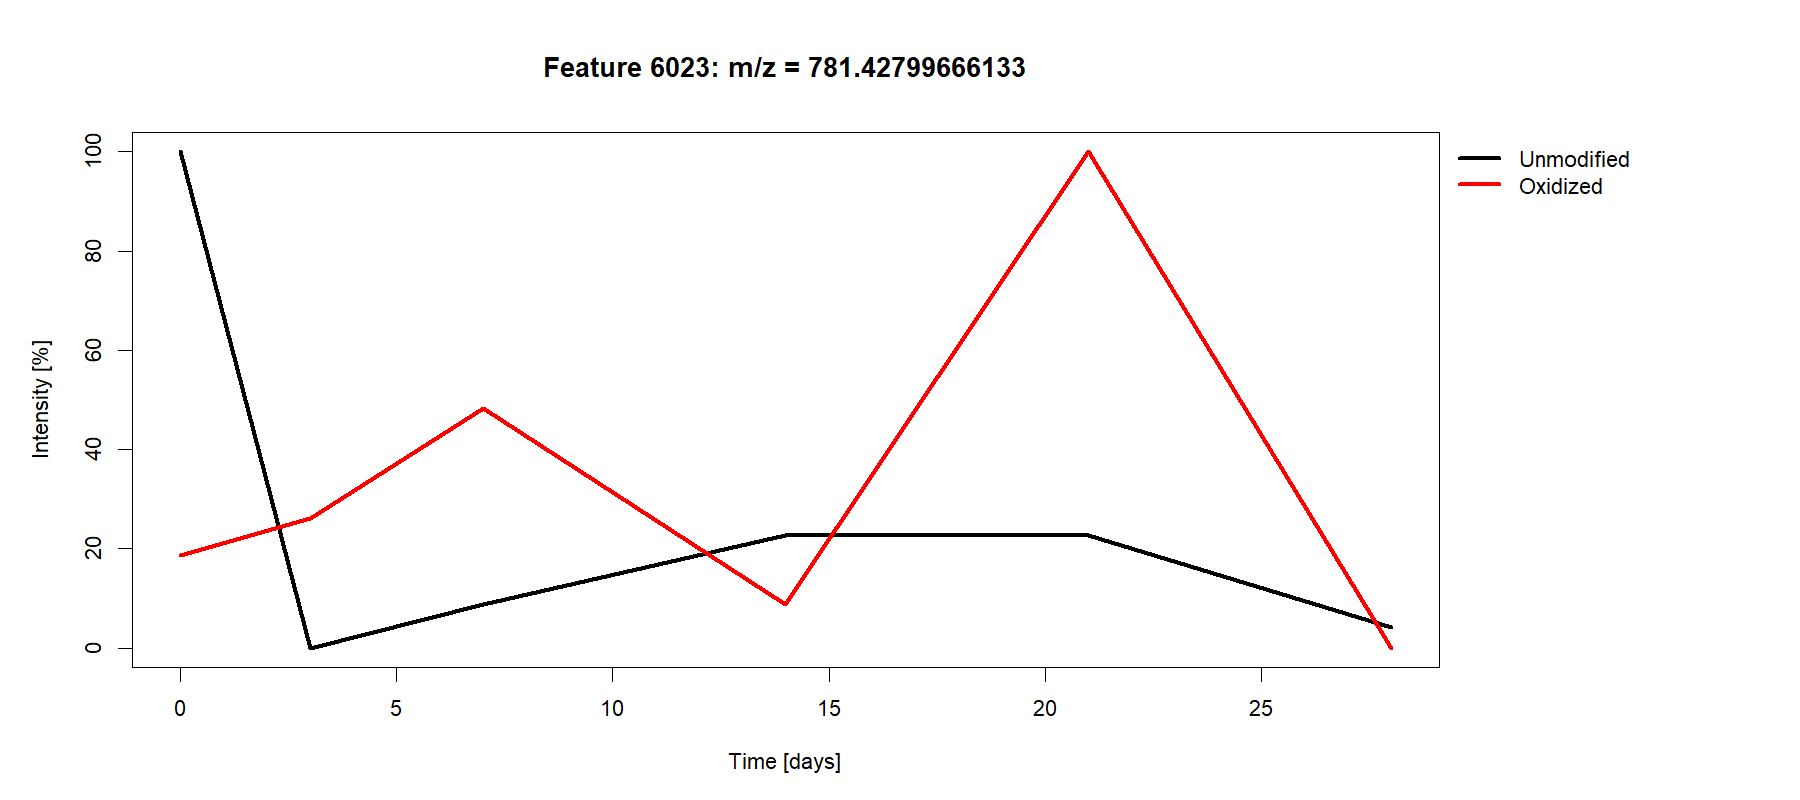 Feature 6023: m/z = 781.42799666133
Unmodified
Oxidized
Intensity [%]
100
80
60
40
20
0
0 5 10 15 20 25
Time [days]